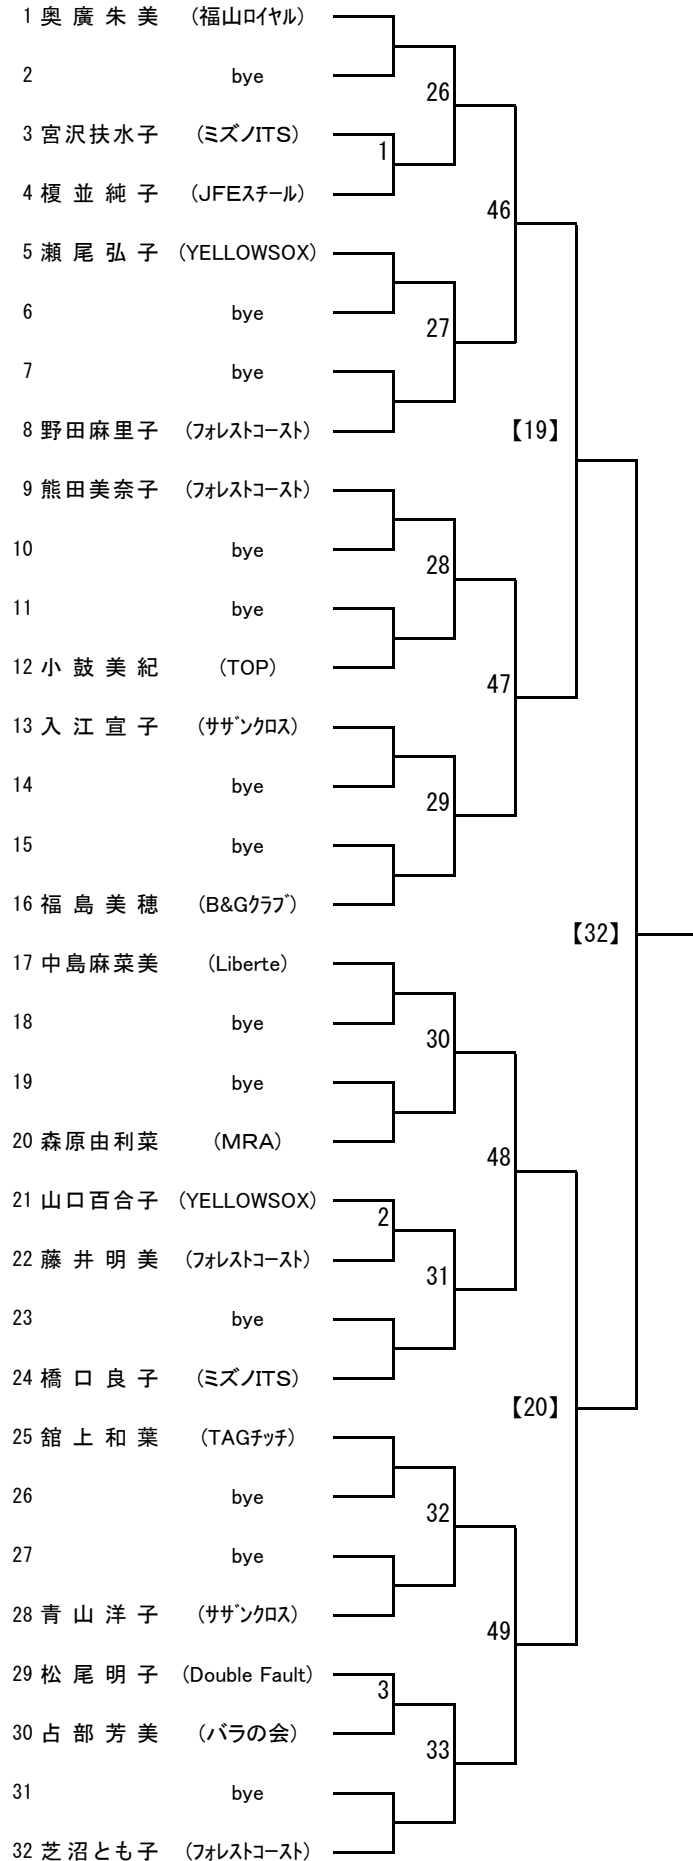 1 奥廣朱美 (福山ﾛｲﾔﾙ)
2 bye
26
3 宮沢扶水子 (ミズノITS)
1
4 榎並純子 (JFEｽﾁｰﾙ)
46
5 瀬尾弘子 (YELLOWSOX)
6 bye
27
7 bye
8 野田麻里子 (ﾌｫﾚｽﾄｺｰｽﾄ)
【19】
9 熊田美奈子 (ﾌｫﾚｽﾄｺｰｽﾄ)
10 bye
28
11 bye
12 小鼓美紀 (TOP)
47
13 入江宣子 (ｻｻﾞﾝｸﾛｽ)
14 bye
29
15 bye
16 福島美穂 (B&Gｸﾗﾌﾞ)
【32】
17 中島麻菜美 (Liberte)
18 bye
30
19 bye
20 森原由利菜 (MRA)
48
21 山口百合子 (YELLOWSOX)
2
22 藤井明美 (ﾌｫﾚｽﾄｺｰｽﾄ)
31
23 bye
24 橋口良子 (ミズノITS)
【20】
25 舘上和葉 (TAGﾁｯﾁ)
26 bye
32
27 bye
28 青山洋子 (ｻｻﾞﾝｸﾛｽ)
49
29 松尾明子 (Double Fault)
3
30 占部芳美 (バラの会)
33
31 bye
32 芝沼とも子 (ﾌｫﾚｽﾄｺｰｽﾄ)